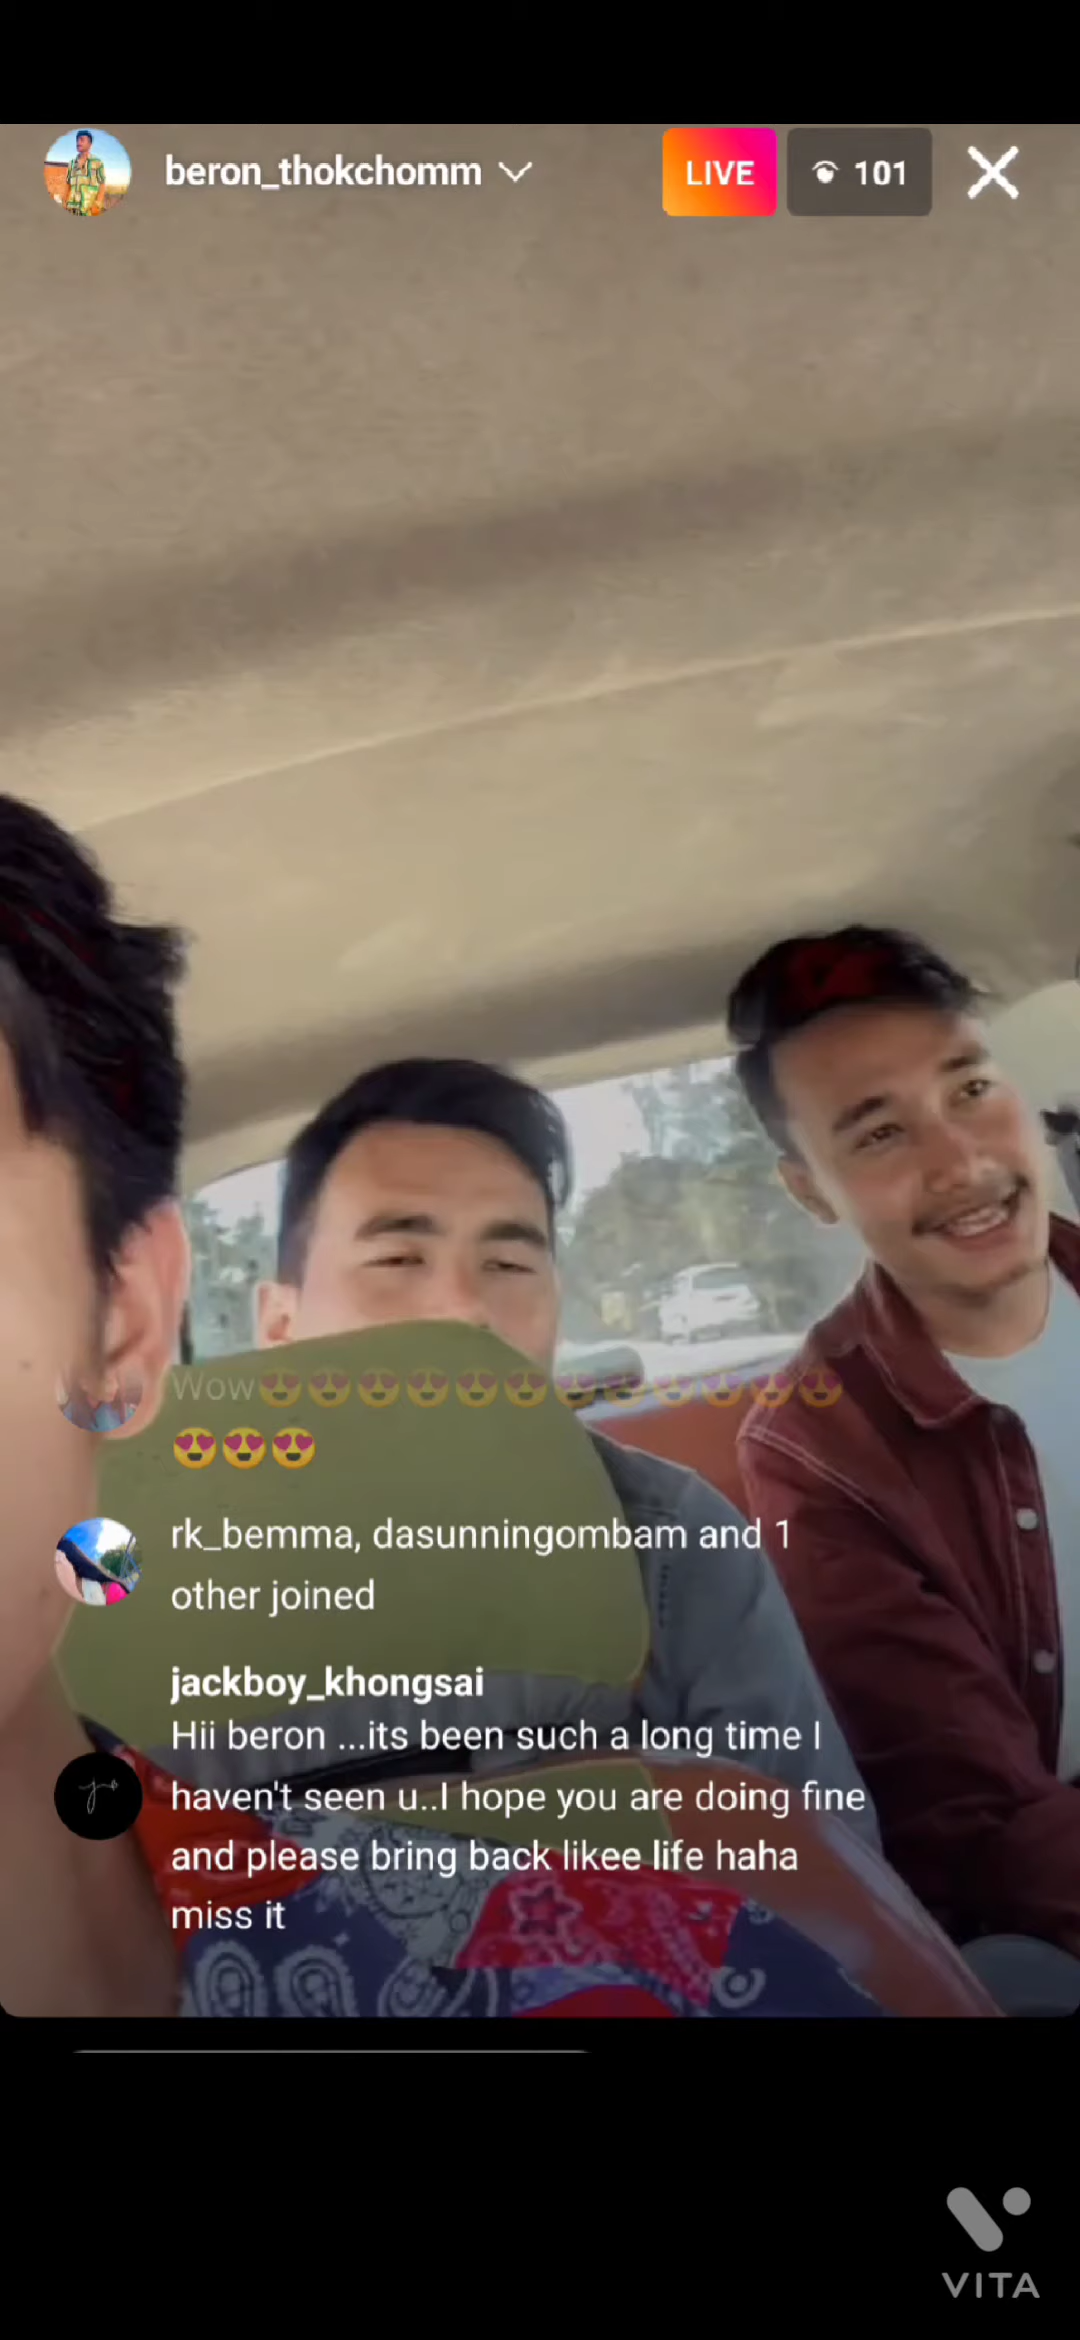 beron_thokchomm
LIVE
101
Wow😍😍😍😍😍😍😍😍😍😍😍😍
😍😍😍
rk_bemma, dasunningombam and 1
other joined
jackboy_khongsai
Hii beron ...its been such a long time I
haven't seen u..I hope you are doing fine
and please bring back likee life haha
miss it
VITA